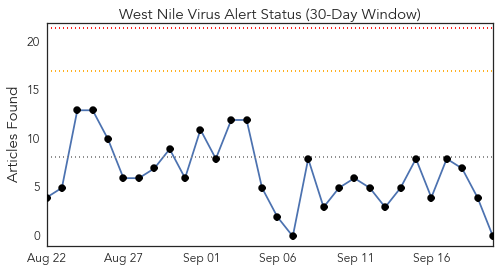 West Nile Virus Alert Status (30-Day Window)
Articles Found
20
15
10
5
0
Aug 22 Aug 27 Sep 01 Sep 06 Sep 11 Sep 16